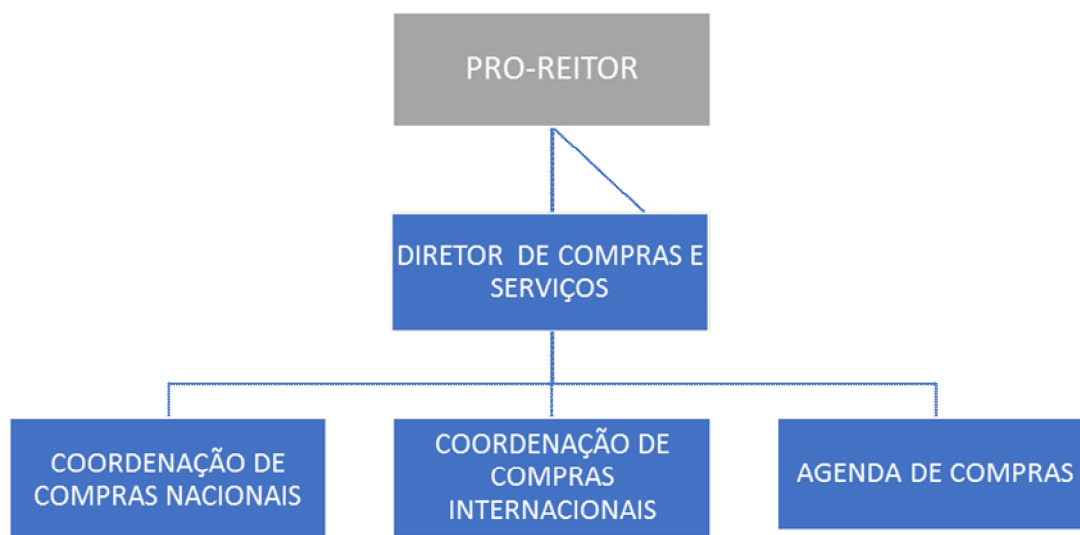 PRO-REITOR
DIRETOR DE COMPRAS E
SERVIÇOS
COORDENAÇÃO DE
COMPRAS NACIONAIS
COORDENAÇÃO DE
COMPRAS
INTERNACIONAIS
AGENDA DE COMPRAS